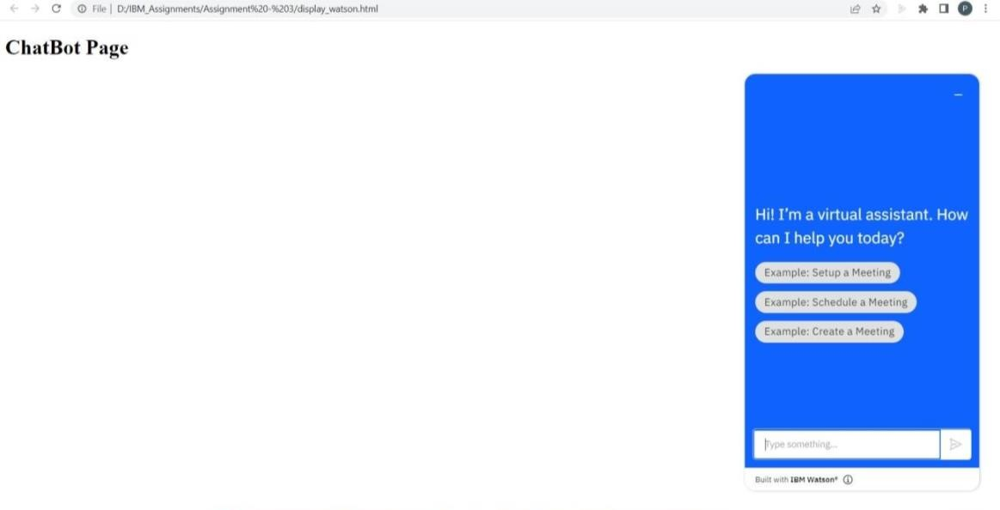 File | D:/IBM_Assignments/Assignment%20-%203/display_watson.html
P
ChatBot Page
Hi! I'm a virtual assistant. How
can I help you today?
Example: Setup a Meeting
Example: Schedule a Meeting
Example: Create a Meeting
Type something...
Built with IBM Watson®